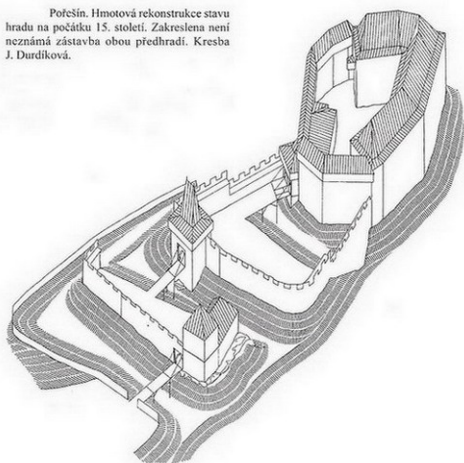 Pořešín. Hmotová rekonstrukce stavu
hradu na počátku 15. století. Zakreslena není
neznámá zástavba obou předhradí. Kresba
J. Durdíková.